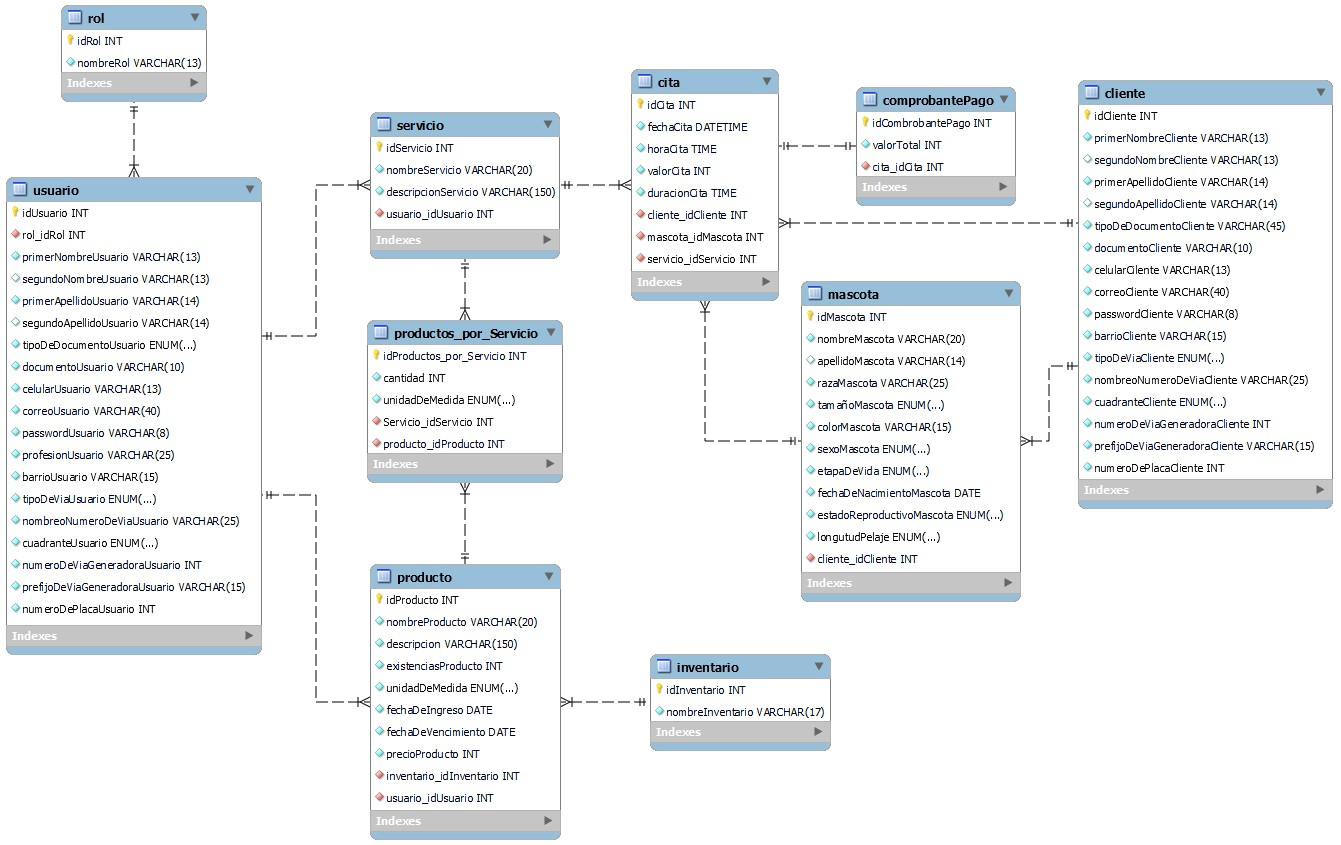 rol
idRol INT
nombreRol VARCHAR(13)
Indexes
usuario
idUsuario INT
rol_idRol INT
primerNombreUsuario VARCHAR(13)
segundoNombreUsuario VARCHAR(13)
primerApellidoUsuario VARCHAR(14)
segundoApellidoUsuario VARCHAR(14)
tipoDeDocumentoUsuario ENUM(...)
documentoUsuario VARCHAR(10)
celularUsuario VARCHAR(13)
correoUsuario VARCHAR(40)
passwordUsuario VARCHAR(8)
profesionUsuario VARCHAR(25)
barrioUsuario VARCHAR(15)
tipoDeViaUsuario ENUM(...)
nombreoNumeroDeViaUsuario VARCHAR(25)
cuadranteUsuario ENUM(...)
numeroDeViaGeneradoraUsuario INT
prefijoDeViaGeneradoraUsuario VARCHAR(15)
numeroDePlacaUsuario INT
Indexes
servicio
idServicio INT
nombreServicio VARCHAR(20)
descripcionServicio VARCHAR(150)
usuario_idUsuario INT
Indexes
productos_por_Servicio
idProductos_por_Servicio INT
cantidad INT
unidadDeMedida ENUM(...)
Servicio_idServicio INT
producto_idProducto INT
Indexes
producto
idProducto INT
nombreProducto VARCHAR(20)
descripcion VARCHAR(150)
existenciasProducto INT
unidadDeMedida ENUM(...)
fechaDeIngreso DATE
fechaDeVencimiento DATE
precioProducto INT
inventario_idInventario INT
usuario_idUsuario INT
Indexes
cita
idCita INT
fechaCita DATETIME
horaCita TIME
valorCita INT
duracionCita TIME
cliente_idCliente INT
mascota_idMascota INT
servicio_idServicio INT
Indexes
comprobantePago
idCombrobantePago INT
valorTotal INT
cita_idCita INT
Indexes
mascota
idMascota INT
nombreMascota VARCHAR(20)
apellidoMascota VARCHAR(14)
razaMascota VARCHAR(25)
tamañoMascota ENUM(...)
colorMascota VARCHAR(15)
sexoMascota ENUM(...)
etapaDeVida ENUM(...)
fechaDeNacimientoMascota DATE
estadoReproductivoMascota ENUM(...)
longutudPelaje ENUM(...)
cliente_idCliente INT
Indexes
inventario
idInventario INT
nombreInventario VARCHAR(17)
Indexes
cliente
idCliente INT
primerNombreCliente VARCHAR(13)
segundoNombreCliente VARCHAR(13)
primerApellidoCliente VARCHAR(14)
segundoApellidoCliente VARCHAR(14)
tipoDeDocumentoCliente VARCHAR(45)
documentoCliente VARCHAR(10)
celularCilente VARCHAR(13)
correoCliente VARCHAR(40)
passwordCliente VARCHAR(8)
barrioCliente VARCHAR(15)
tipoDeViaCliente ENUM(...)
nombreoNumeroDeViaCliente VARCHAR(25)
cuadranteCliente ENUM(...)
numeroDeViaGeneradoraCliente INT
prefijoDeViaGeneradoraCliente VARCHAR(15)
numeroDePlacaCliente INT
Indexes